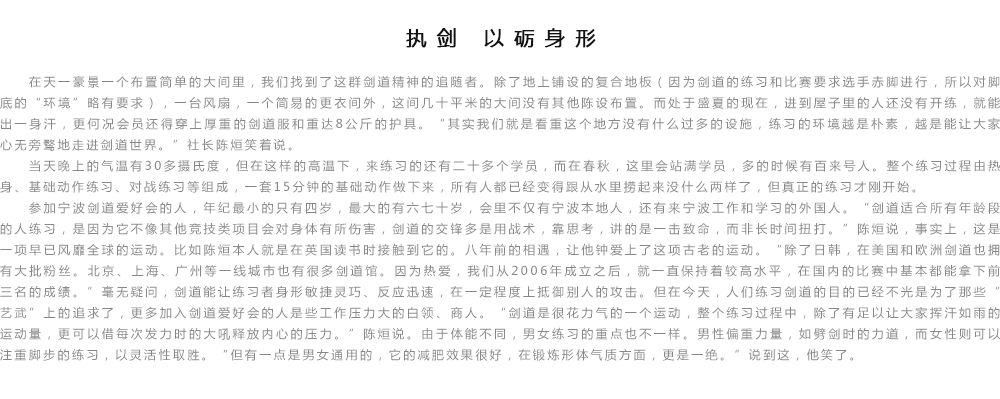 执剑 以砺身形
在天一豪景一个布置简单的大间里，我们找到了这群剑道精神的追随者。除了地上铺设的复合地板（因为剑道的练习和比赛要求选手赤脚进行，所以对脚
底的“环境”略有要求），一台风扇，一个简易的更衣间外，这间几十平米的大间没有其他陈设布置。而处于盛夏的现在，进到屋子里的人还没有开练，就能
出一身汗，更何况会员还得穿上厚重的剑道服和重达8公斤的护具。“其实我们就是看重这个地方没有什么过多的设施，练习的环境越是朴素，越是能让大家
心无旁鹜地走进剑道世界。”社长陈烜笑着说。
当天晚上的气温有30多摄氏度，但在这样的高温下，来练习的还有二十多个学员，而在春秋，这里会站满学员，多的时候有百来号人。整个练习过程由热
身、基础动作练习、对战练习等组成，一套15分钟的基础动作做下来，所有人都已经变得跟从水里捞起来没什么两样了，但真正的练习才刚开始。
参加宁波剑道爱好会的人，年纪最小的只有四岁，最大的有六七十岁，会里不仅有宁波本地人，还有来宁波工作和学习的外国人。“剑道适合所有年龄段
的人练习，是因为它不像其他竞技类项目会对身体有所伤害，剑道的交锋多是用战术，靠思考，讲的是一击致命，而非长时间扭打。”陈烜说，事实上，这是
一项早已风靡全球的运动。比如陈烜本人就是在英国读书时接触到它的。八年前的相遇，让他钟爱上了这项古老的运动。“除了日韩，在美国和欧洲剑道也拥
有大批粉丝。北京、上海、广州等一线城市也有很多剑道馆。因为热爱，我们从2006年成立之后，就一直保持着较高水平，在国内的比赛中基本都能拿下前
三名的成绩。”毫无疑问，剑道能让练习者身形敏捷灵巧、反应迅速，在一定程度上抵御别人的攻击。但在今天，人们练习剑道的目的已经不光是为了那些“
艺武”上的追求了，更多加入剑道爱好会的人是些工作压力大的白领、商人。“剑道是很花力气的一个运动，整个练习过程中，除了有足以让大家挥汗如雨的
运动量，更可以借每次发力时的大吼释放内心的压力。”陈烜说。由于体能不同，男女练习的重点也不一样。男性偏重力量，如劈剑时的力道，而女性则可以
注重脚步的练习，以灵活性取胜。“但有一点是男女通用的，它的减肥效果很好，在锻炼形体气质方面，更是一绝。”说到这，他笑了。